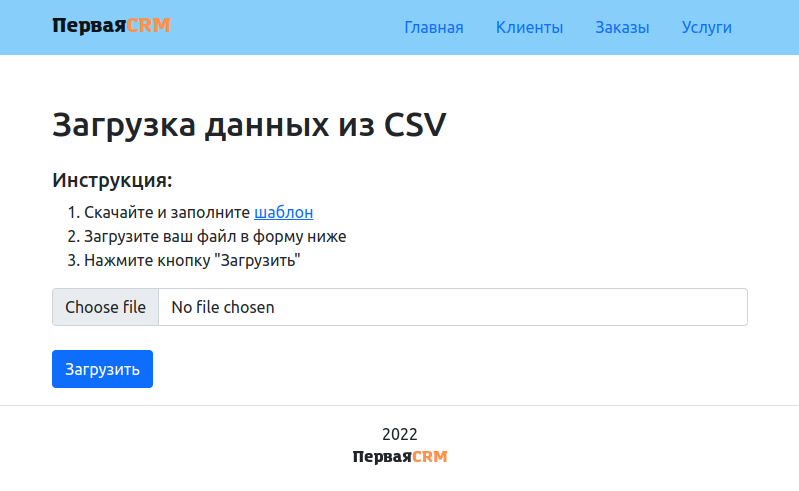 ПерваяCRM Главная Клиенты Заказы Услуги
Загрузка данных из CSV
Инструкция:
1. Скачайте и заполните шаблон
2. Загрузите ваш файл в форму ниже
3. Нажмите кнопку "Загрузить"
Choose file No file chosen
Загрузить
2022
ПерваяCRM